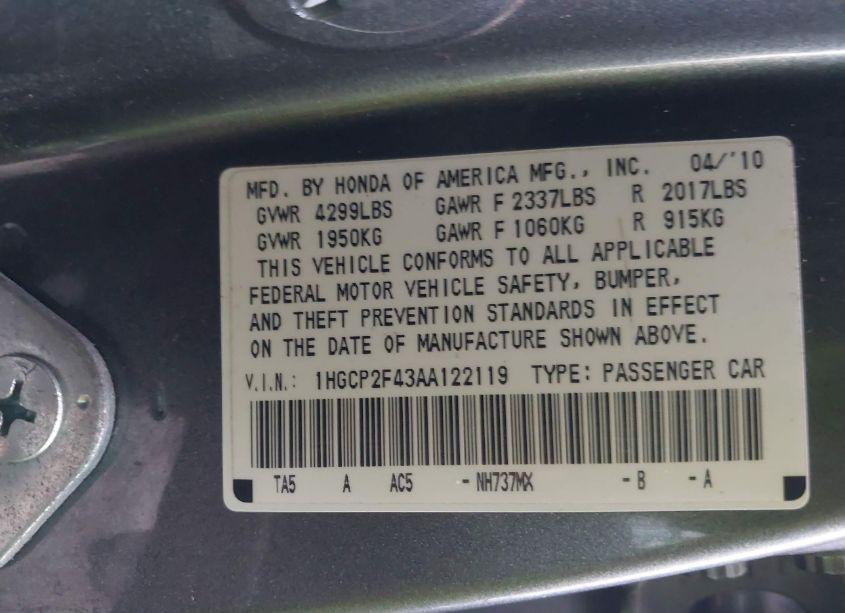 MFD. BY HONDA OF AMERICA MFG., INC. 04/'10
GVWR 4299LBS GAWR F 2337LBS R 2017LBS
GVWR 1950KG GAWR F 1060KG R 915KG
THIS VEHICLE CONFORMS TO ALL APPLICABLE
FEDERAL MOTOR VEHICLE SAFETY, BUMPER,
AND THEFT PREVENTION STANDARDS IN EFFECT
ON THE DATE OF MANUFACTURE SHOWN ABOVE.
V.I.N.: 1HGCP2F43AA122119 TYPE: PASSENGER CAR
TA5 A AC5 -NH737MX -B -A